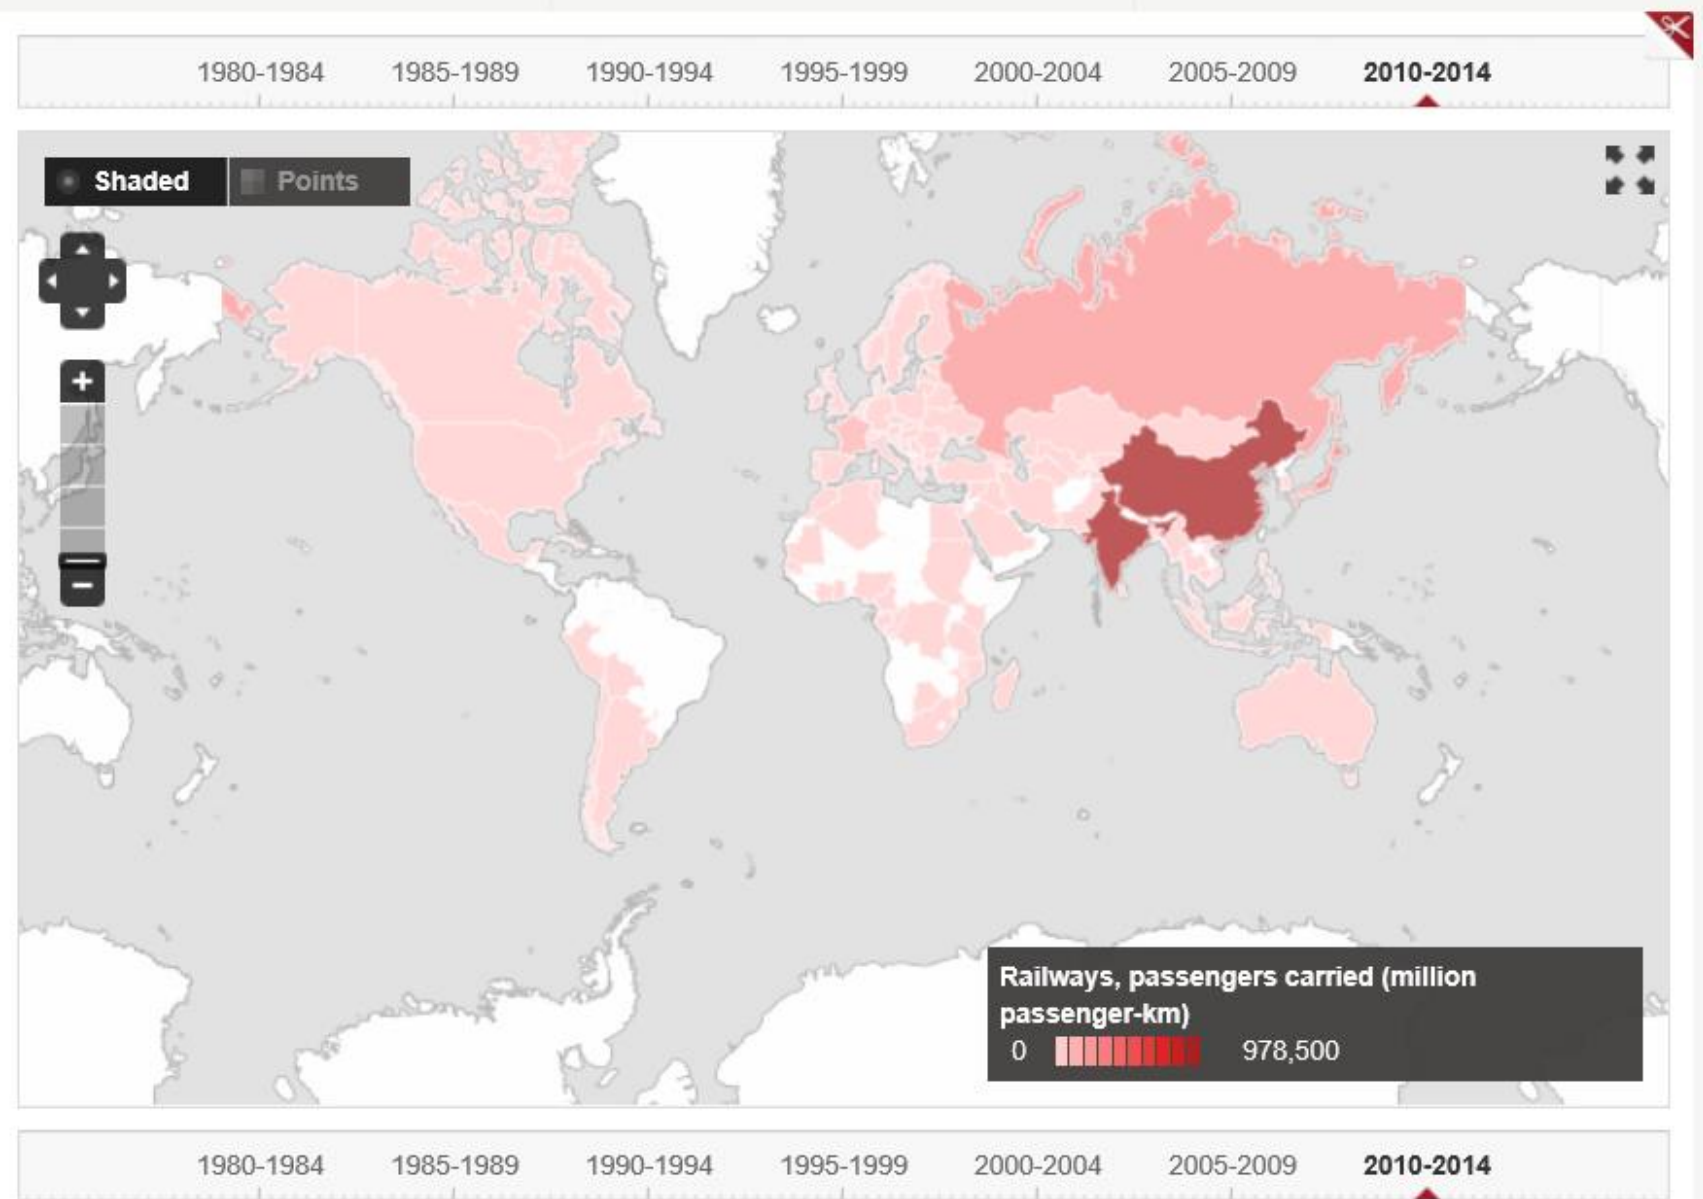 1980-1984 1985-1989 1990-1994 1995-1999 2000-2004 2005-2009 2010-2014
Shaded Points
+
−
Railways, passengers carried (million
passenger-km)
0 978,500
1980-1984 1985-1989 1990-1994 1995-1999 2000-2004 2005-2009 2010-2014